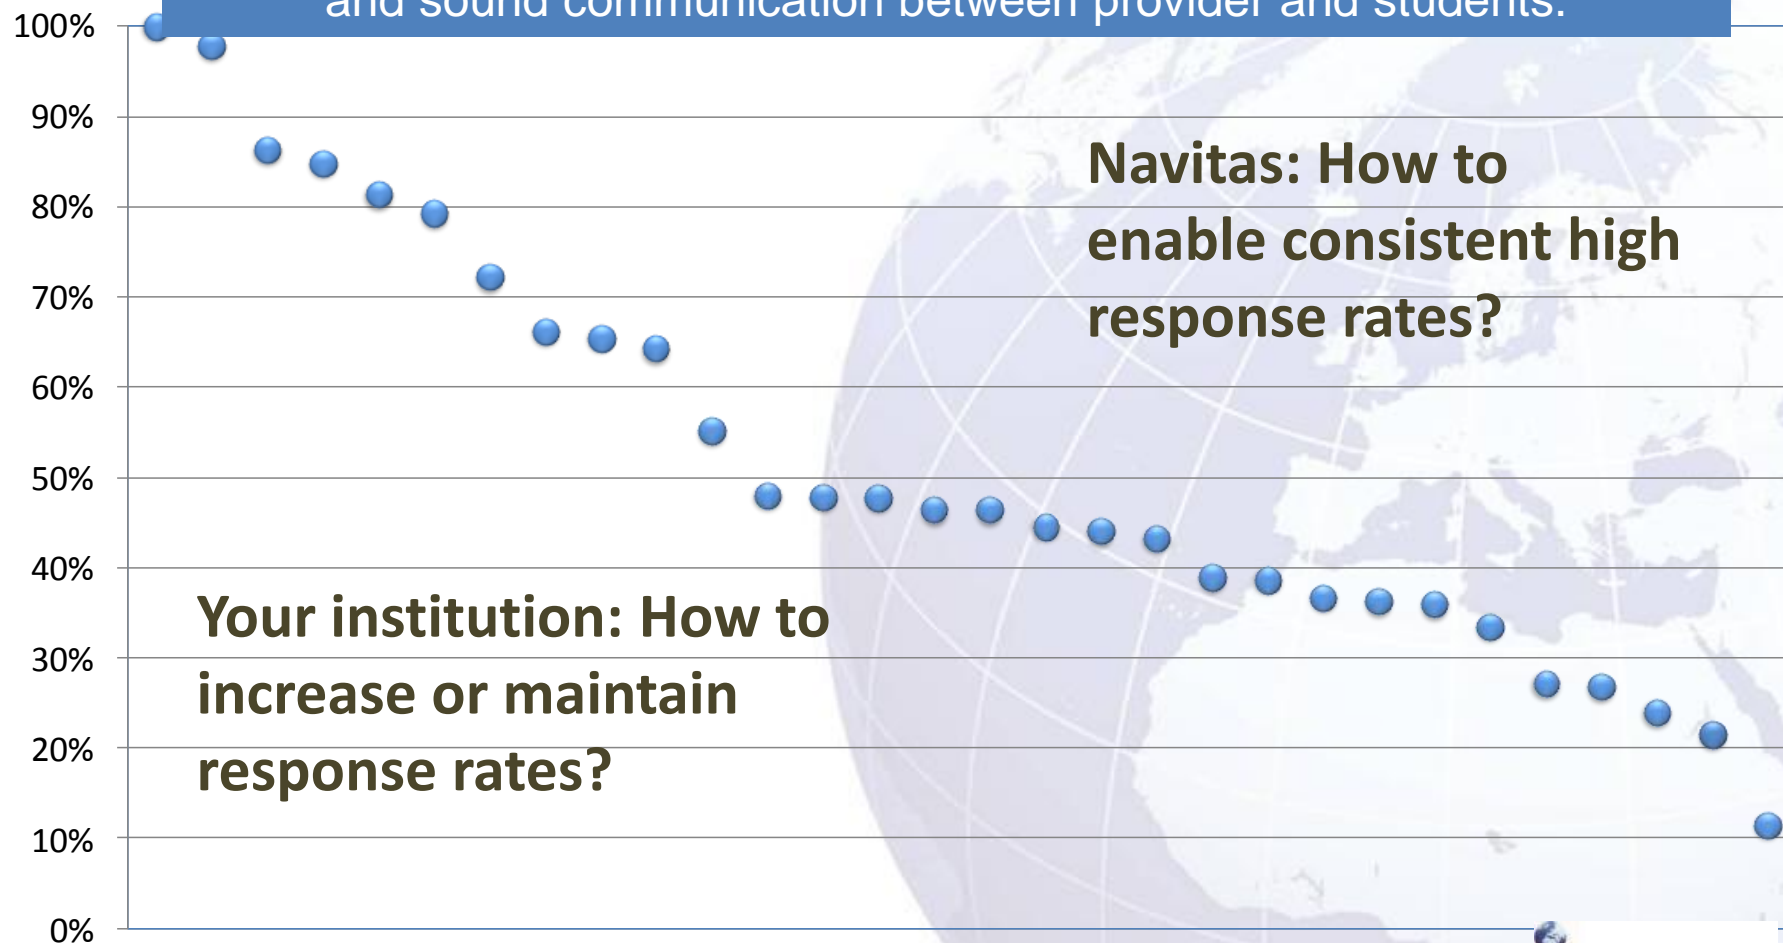 and sound communication between provider and students.
100%
90%
80%
70%
60%
50%
40%
30%
20%
10%
0%
Navitas: How to
enable consistent high
response rates?
Your institution: How to
increase or maintain
response rates?